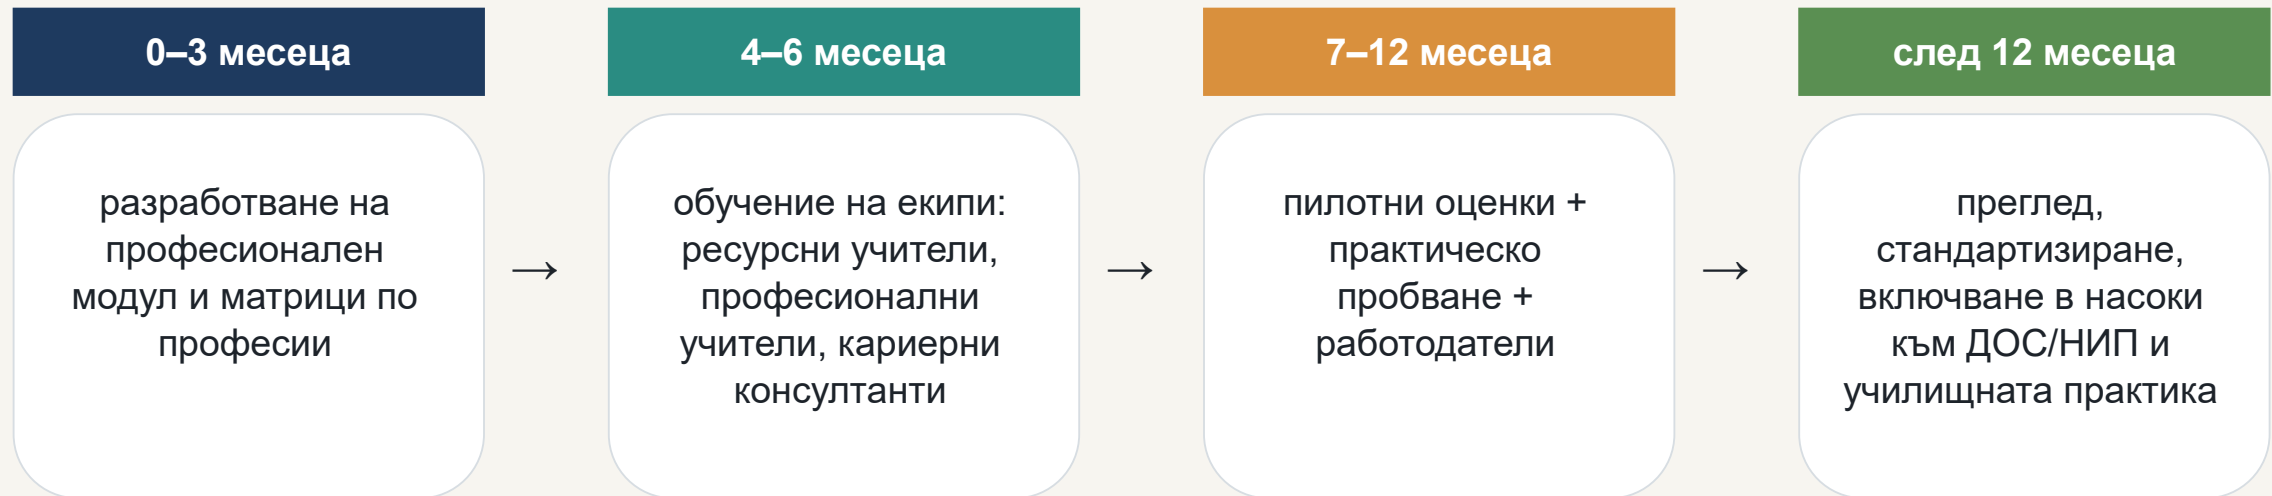 0–3 месеца
разработване на
професионален
модул и матрици по
професии
→
4–6 месеца
обучение на екипи:
ресурсни учители,
професионални
учители, кариерни
консултанти
→
7–12 месеца
пилотни оценки +
практическо
пробване +
работодатели
→
след 12 месеца
преглед,
стандартизиране,
включване в насоки
към ДОС/НИП и
училищната практика